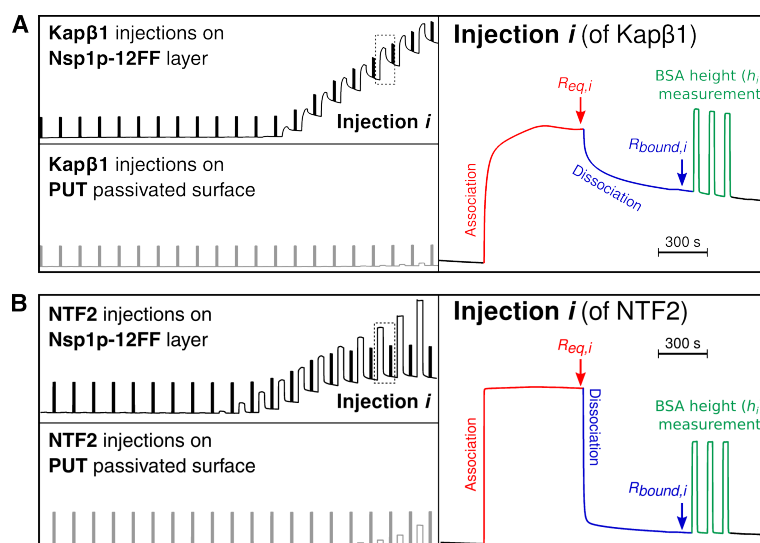 A
Kapβ1 injections on
Nsp1p-12FF layer
Injection i
Kapβ1 injections on
PUT passivated surface
Injection i (of Kapβ1)
BSA height (hi
measurement
Req,i
Rbound,i
Association
Dissociation
300 s
B
NTF2 injections on
Nsp1p-12FF layer
Injection i
NTF2 injections on
PUT passivated surface
Injection i (of NTF2)
Req,i
300 s
BSA height (hi
measurement
Association
Dissociation
Rbound,i